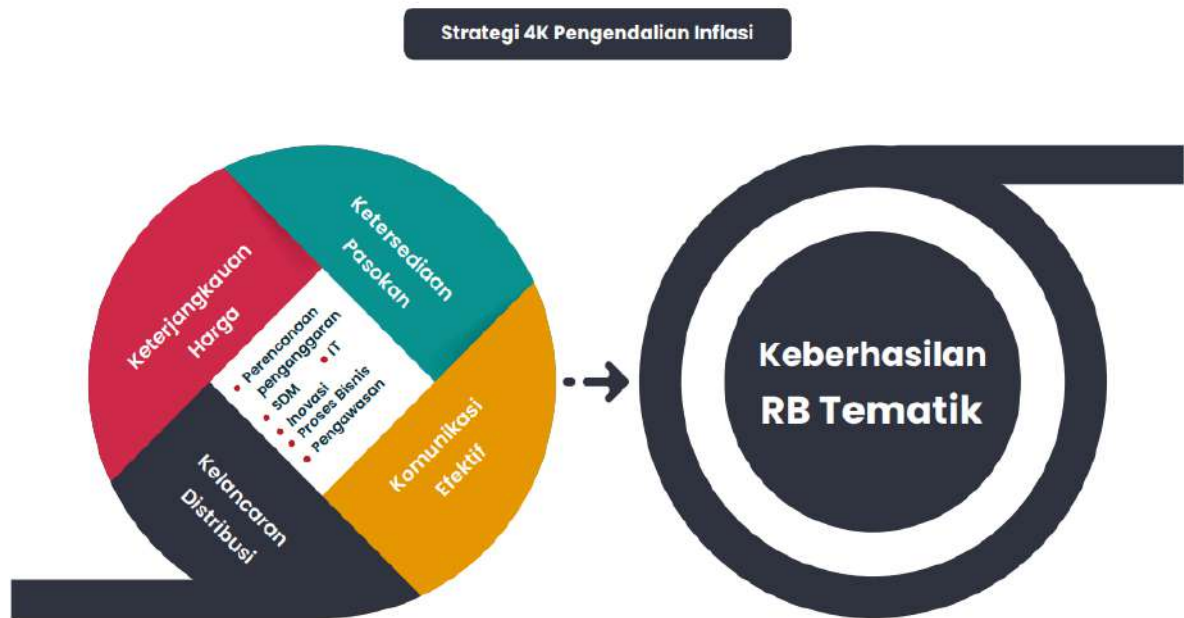 Strategi 4K Pengendalian Inflasi
Keterjangkauan
Harga
Ketersediaan
Pasokan
• Perencanaan
penganggaran
• SDM • IT
• Inovasi
• Proses Bisnis
• Pengawasan
Kelancaran
Distribusi
Komunikasi
Efektif
Keberhasilan
RB Tematik